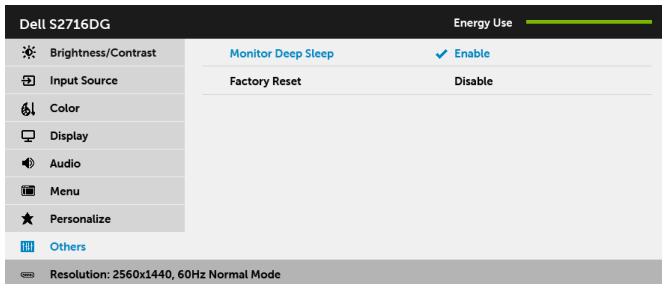 Dell S2716DG Energy Use
Brightness/Contrast Monitor Deep Sleep Enable
Input Source Factory Reset Disable
Color
Display
Audio
Menu
Personalize
Others
Resolution: 2560x1440, 60Hz Normal Mode